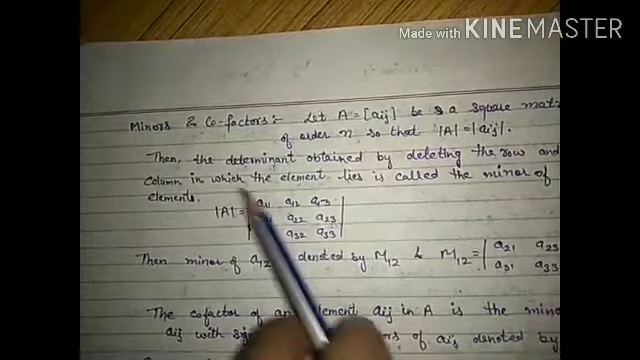 Made with KINEMASTER
Minors & Co-factors:- Let A = [aij] be a square
of order n so that |A| = |aij|.
Then, the determinant obtained by deleting the row and
column in which the element lies is called the minor of
elements.
a11 a12 a13
|A| = a22 a23
a32 a33
Then minor of a12 denoted by M12 & M12 = | a21 a23
a31 a33
The cofactor of an element aij in A is the
aij with of aij denoted by